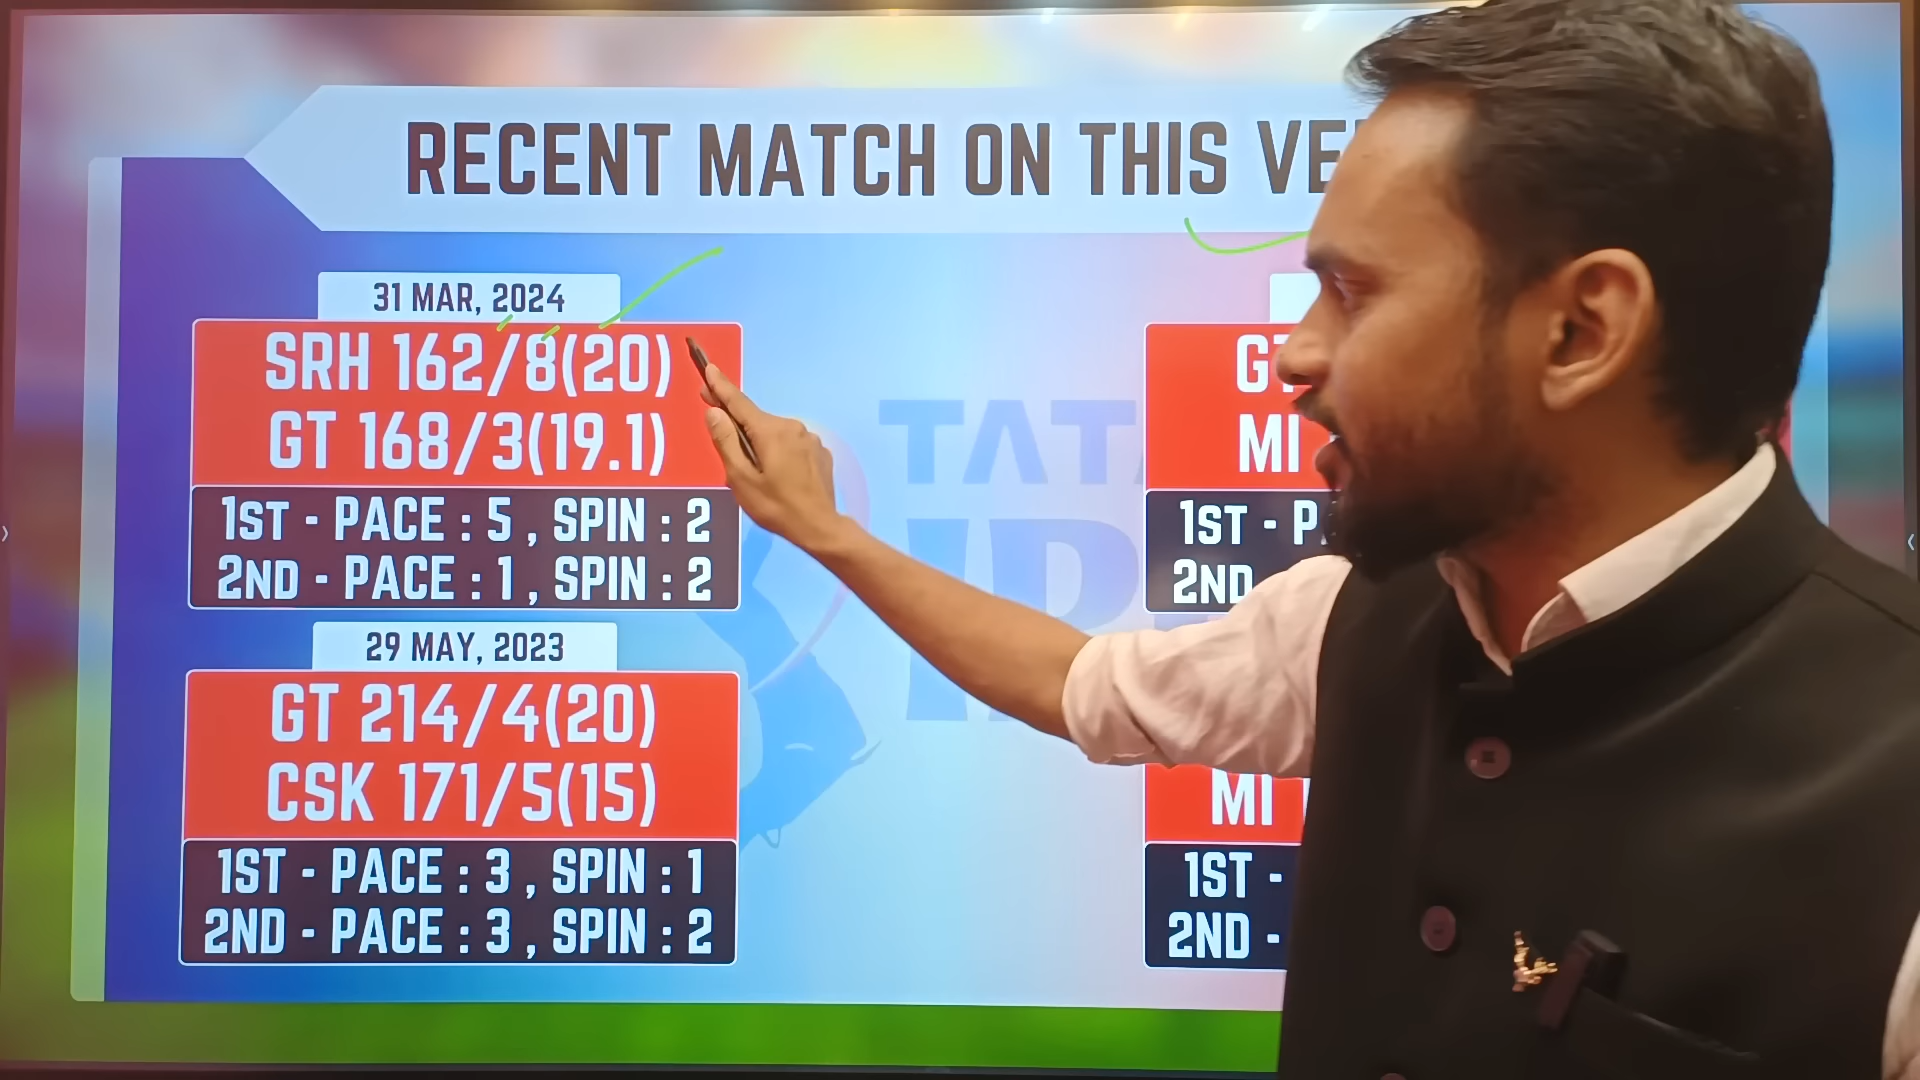 RECENT MATCH ON THIS
31 MAR, 2024
SRH 162/8(20)
GT 168/3(19.1)
1ST - PACE : 5 , SPIN : 2
2ND - PACE : 1 , SPIN : 2
29 MAY, 2023
GT 214/4(20)
CSK 171/5(15)
1ST - PACE : 3 , SPIN : 1
2ND - PACE : 3 , SPIN : 2
TATA
IPL
GT
MI
1ST -
2ND
MI
1ST -
2ND -